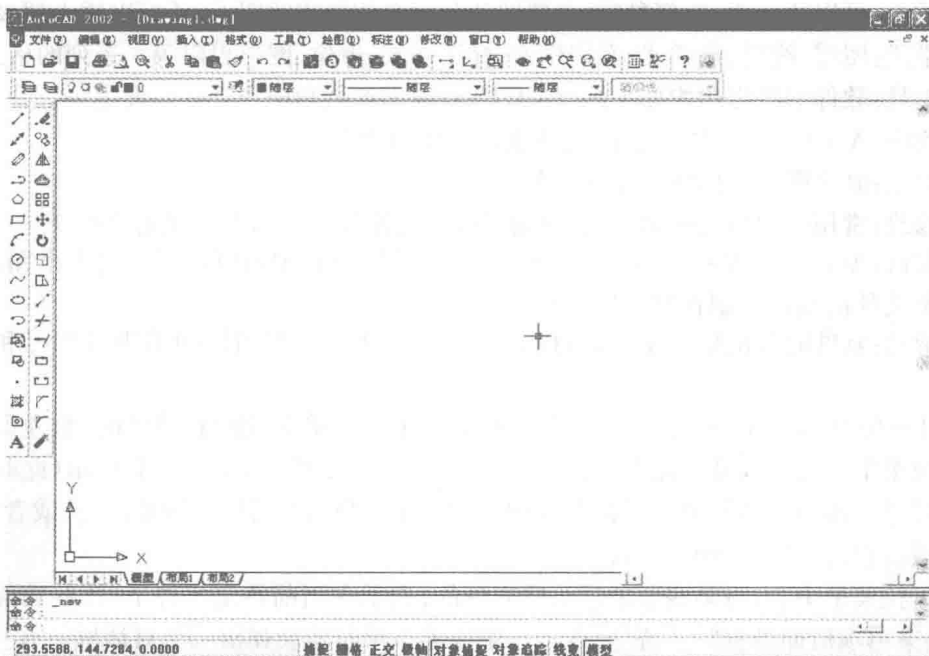 AutoCAD 2002 - [Drawing1.dwg]
文件(F) 编辑(E) 视图(V) 插入(I) 格式(O) 工具(T) 绘图(D) 标注(N) 修改(M) 窗口(W) 帮助(H)
0 随层 随层 随层
A
Y
X
模型 布局1 布局2
命令: _new
命令:
命令:
293.5588, 144.7284, 0.0000 捕捉 栅格 正交 极轴 对象捕捉 对象追踪 线宽 模型